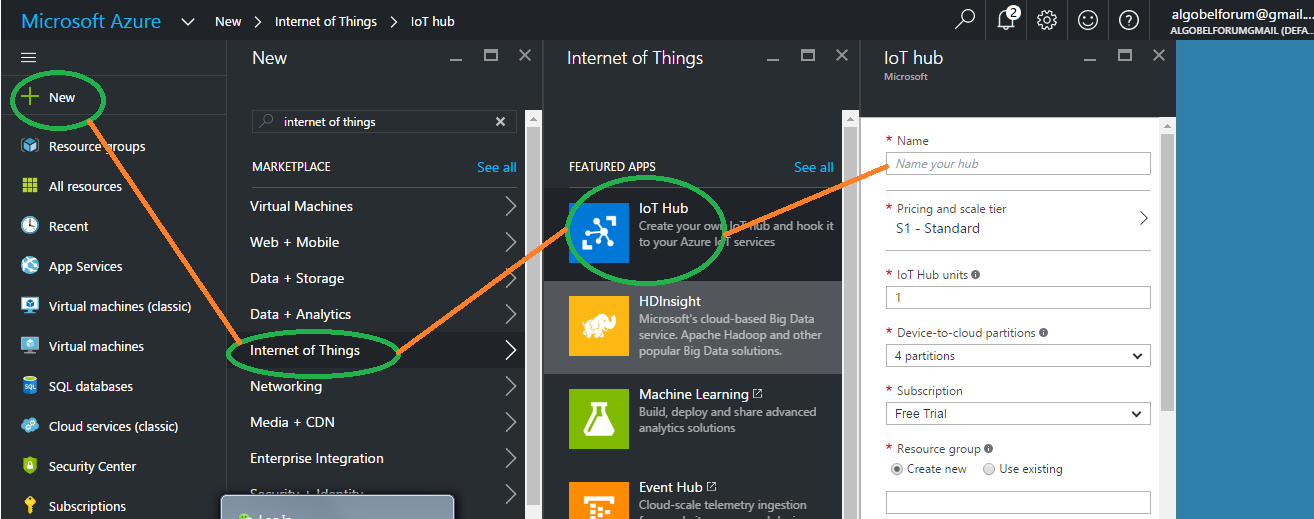 Microsoft Azure New Internet of Things IoT hub 2 algobelforum@gmail....
ALGOBELFORUMGMAIL (DEFA...
New
Resource groups
All resources
Recent
App Services
Virtual machines (classic)
Virtual machines
SQL databases
SQL
Cloud services (classic)
Security Center
Subscriptions
New
internet of things
MARKETPLACE See all
Virtual Machines
Web + Mobile
Data + Storage
Data + Analytics
Internet of Things
Networking
Media + CDN
Enterprise Integration
Security + Identity
Log In
Internet of Things
FEATURED APPS See all
IoT Hub
Create your own IoT hub and hook it
to your Azure IoT services
HDInsight
Microsoft's cloud-based Big Data
service. Apache Hadoop and other
popular Big Data solutions.
Machine Learning
Build, deploy and share advanced
analytics solutions
Event Hub
Cloud-scale telemetry ingestion
IoT hub
Microsoft
* Name
Name your hub
* Pricing and scale tier
S1 - Standard
* IoT Hub units
1
* Device-to-cloud partitions
4 partitions
* Subscription
Free Trial
* Resource group
Create new Use existing